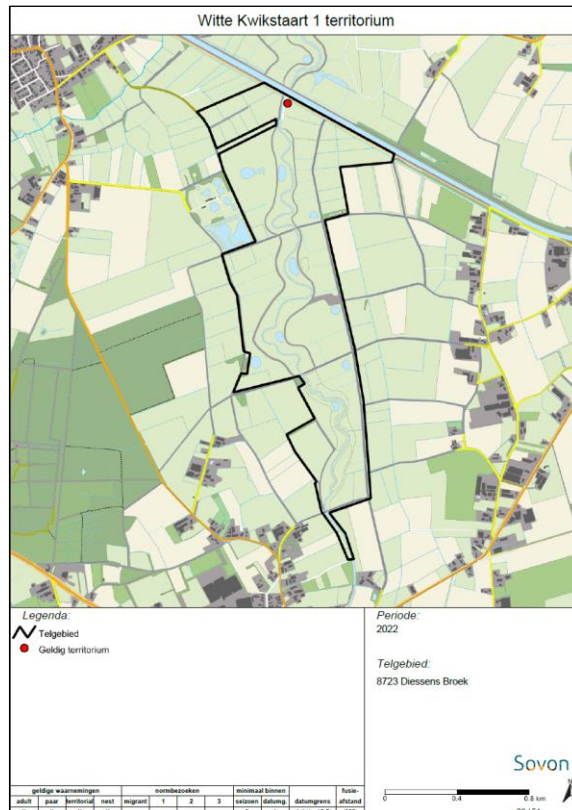 Witte Kwikstaart 1 territorium
Legenda:
Telgebied
Geldig territorium
Periode:
2022
Telgebied:
8723 Diessens Broek
Sovon
geldige waarnemingen normbezoeken minimaal binnen fusie-
adult paar territorial nest migrant 1 2 3 seizoen datumg. datumgrens afstand
0 0.4 0.8 km
N